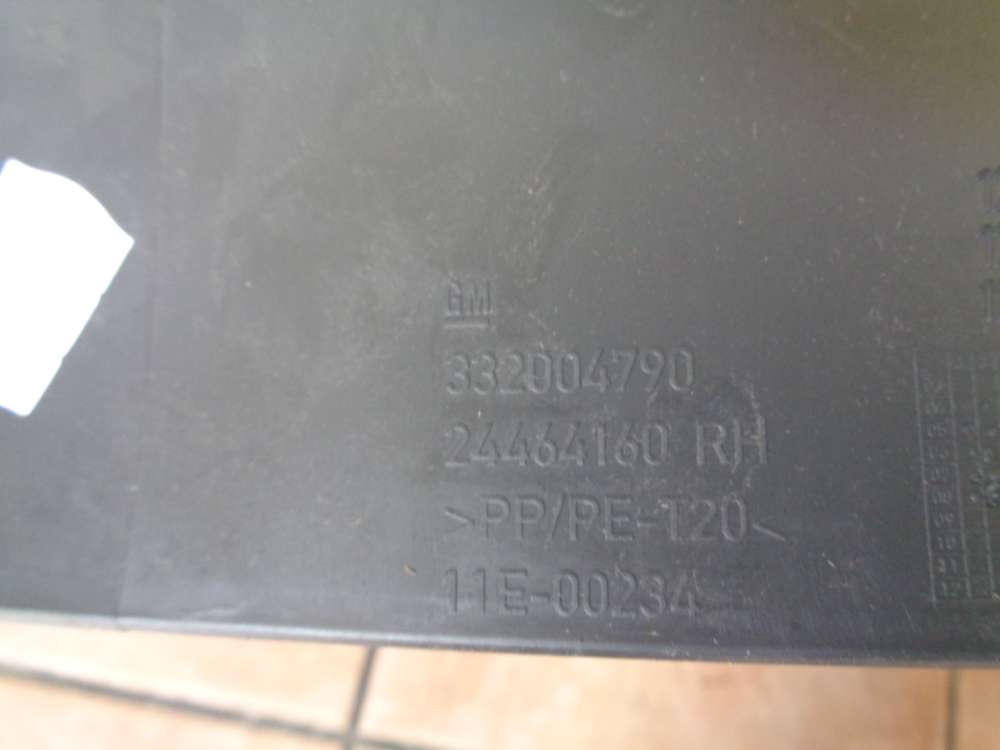 GM
332004790
24464160 RH
>PP/PE-T20<
11E-00234